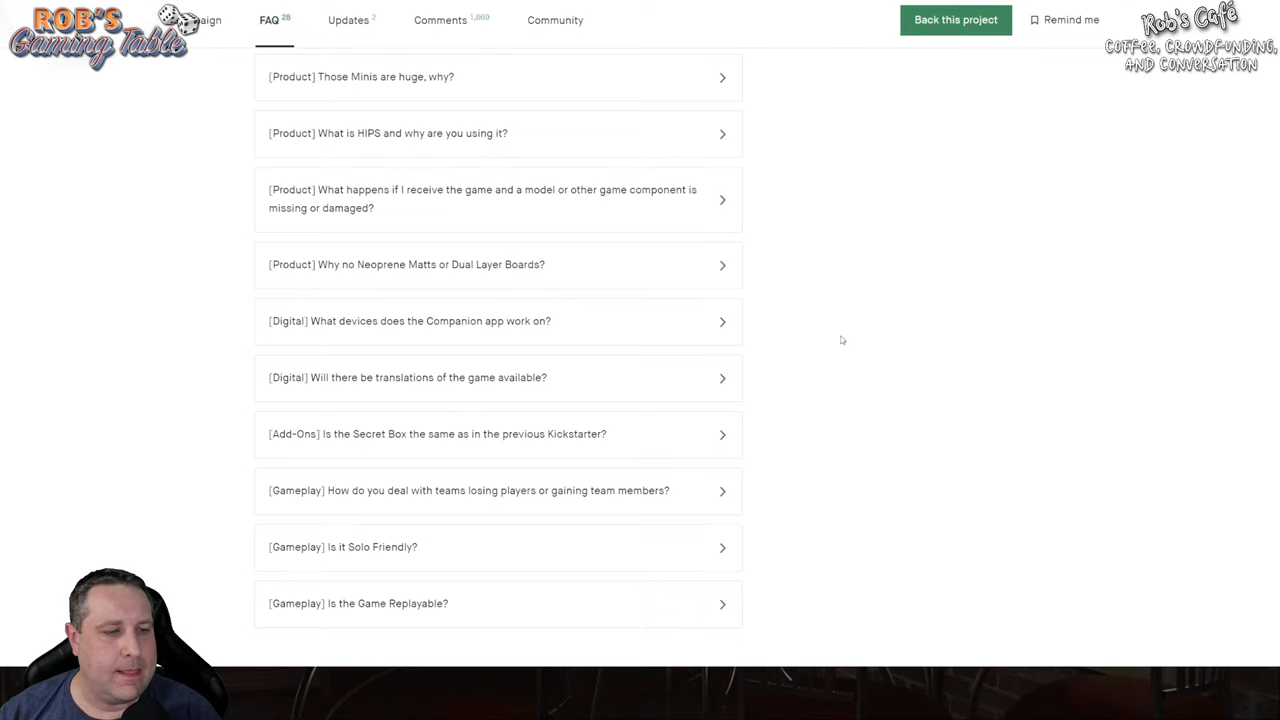 ROB'S
GAMING TABLE
aign
FAQ 28
Updates 2
Comments 1,869
Community
Back this project
Remind me
Rob's Café
COFFEE, CROWDFUNDING,
AND CONVERSATION
[Product] Those Minis are huge, why?
[Product] What is HIPS and why are you using it?
[Product] What happens if I receive the game and a model or other game component is
missing or damaged?
[Product] Why no Neoprene Matts or Dual Layer Boards?
[Digital] What devices does the Companion app work on?
[Digital] Will there be translations of the game available?
[Add-Ons] Is the Secret Box the same as in the previous Kickstarter?
[Gameplay] How do you deal with teams losing players or gaining team members?
[Gameplay] Is it Solo Friendly?
[Gameplay] Is the Game Replayable?